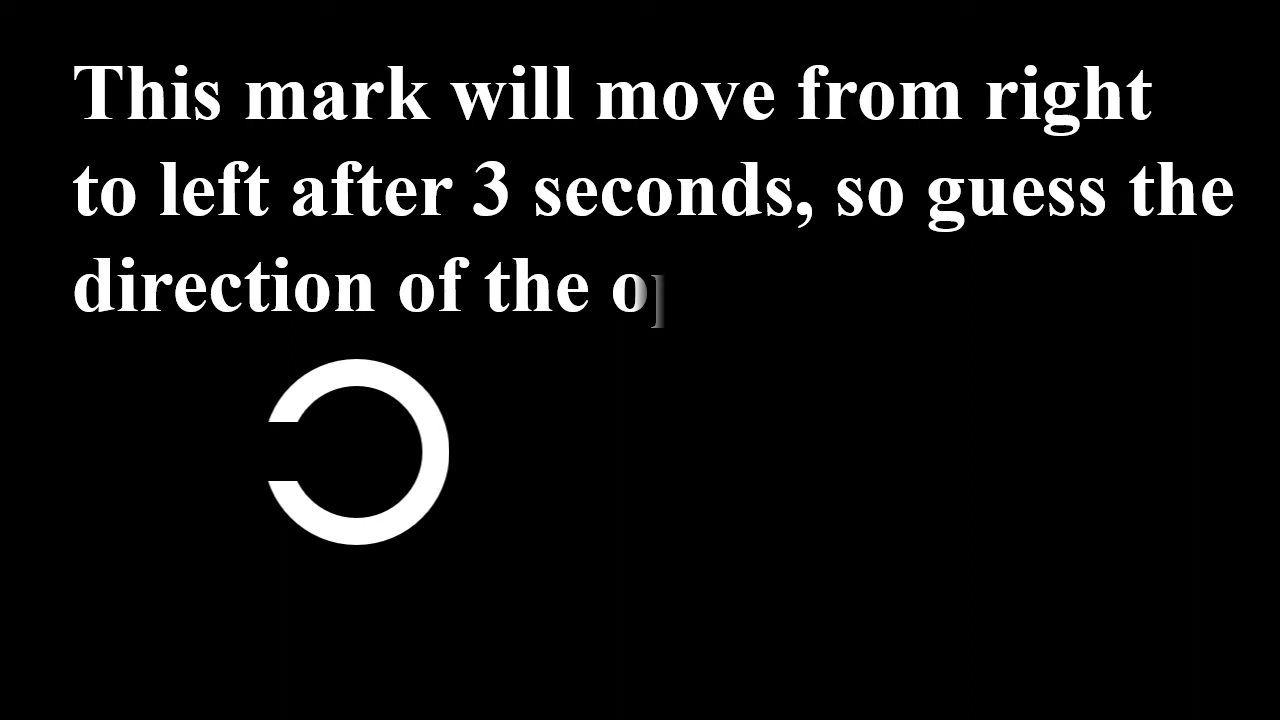 This mark will move from right
to left after 3 seconds, so guess the
direction of the